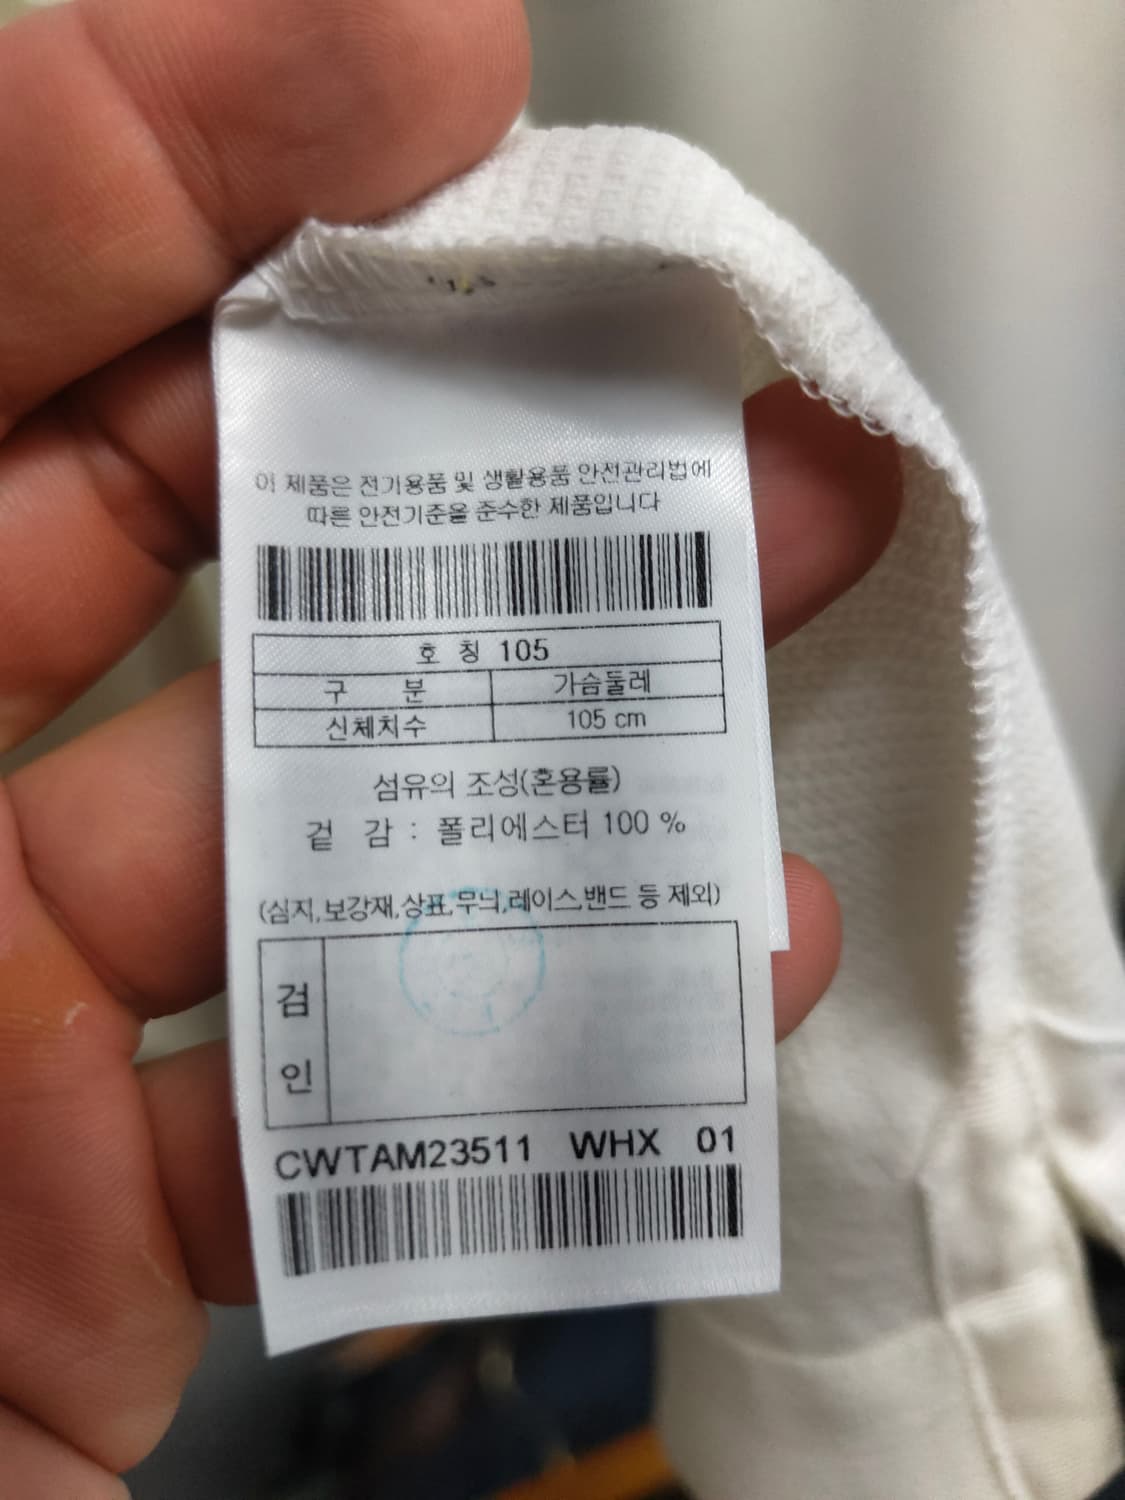 이 제품은 전기용품 및 생활용품 안전관리법에
따른 안전기준을 준수한 제품입니다
호 칭 105
구 분 가슴둘레
신체치수 105 cm
섬유의 조성(혼용률)
겉 감 : 폴리에스터 100 %
(심지,보강재,상표,무늬,레이스,밴드 등 제외)
검
인
CWTAM23511 WHX 01